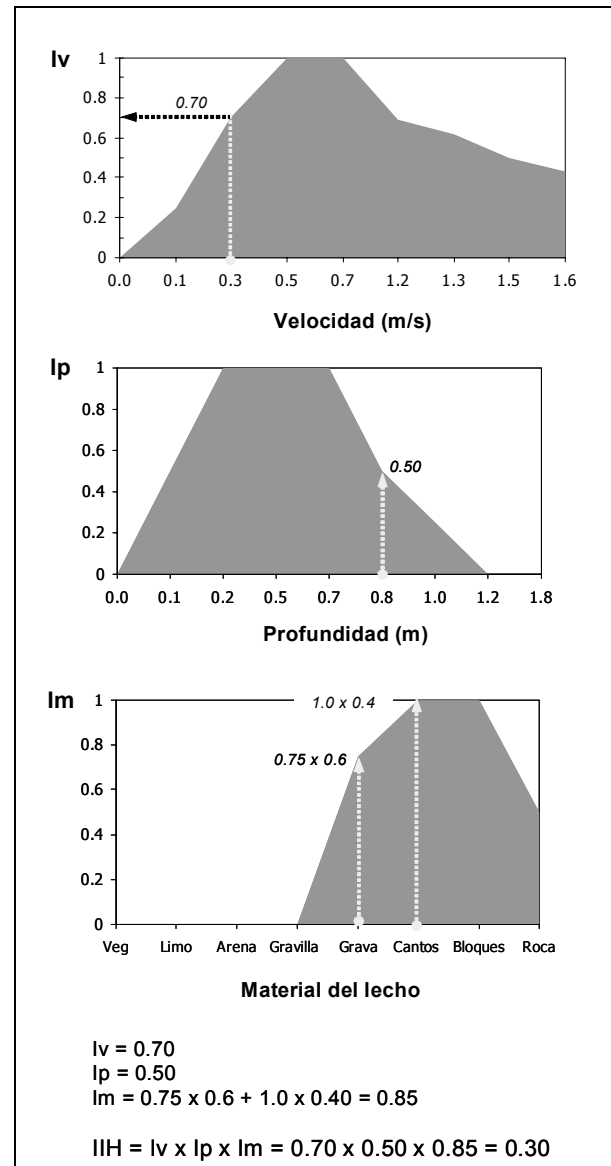 Iv
1
0.8
0.6
0.4
0.2
0
0.70
0.0 0.1 0.3 0.5 0.7 1.2 1.3 1.5 1.6
Velocidad (m/s)
Ip
1
0.8
0.6
0.4
0.2
0
0.50
0.0 0.1 0.2 0.5 0.7 0.8 1.0 1.2 1.8
Profundidad (m)
Im
1
0.8
0.6
0.4
0.2
0
1.0 x 0.4
0.75 x 0.6
Veg Limo Arena Gravilla Grava Cantos Bloques Roca
Material del lecho
Iv = 0.70
Ip = 0.50
Im = 0.75 x 0.6 + 1.0 x 0.40 = 0.85
IIH = Iv x Ip x Im = 0.70 x 0.50 x 0.85 = 0.30